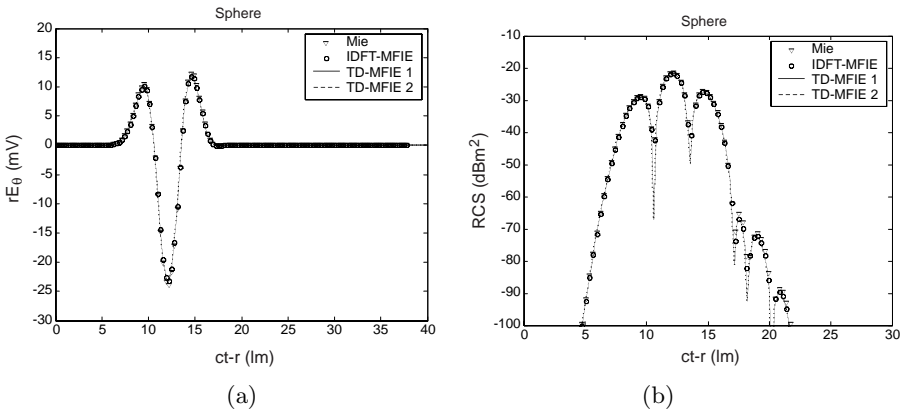 Sphere
Mie
IDFT-MFIE
TD-MFIE 1
TD-MFIE 2
15
10
5
0
-5
-10
-15
-20
-25
-30
rEθ (mV)
0 5 10 15 20 25 30 35 40
ct-r (lm)
(a)
Sphere
Mie
IDFT-MFIE
TD-MFIE 1
TD-MFIE 2
-10
-20
-30
-40
-50
-60
-70
-80
-90
-100
RCS (dBm²)
0 5 10 15 20 25 30
ct-r (lm)
(b)